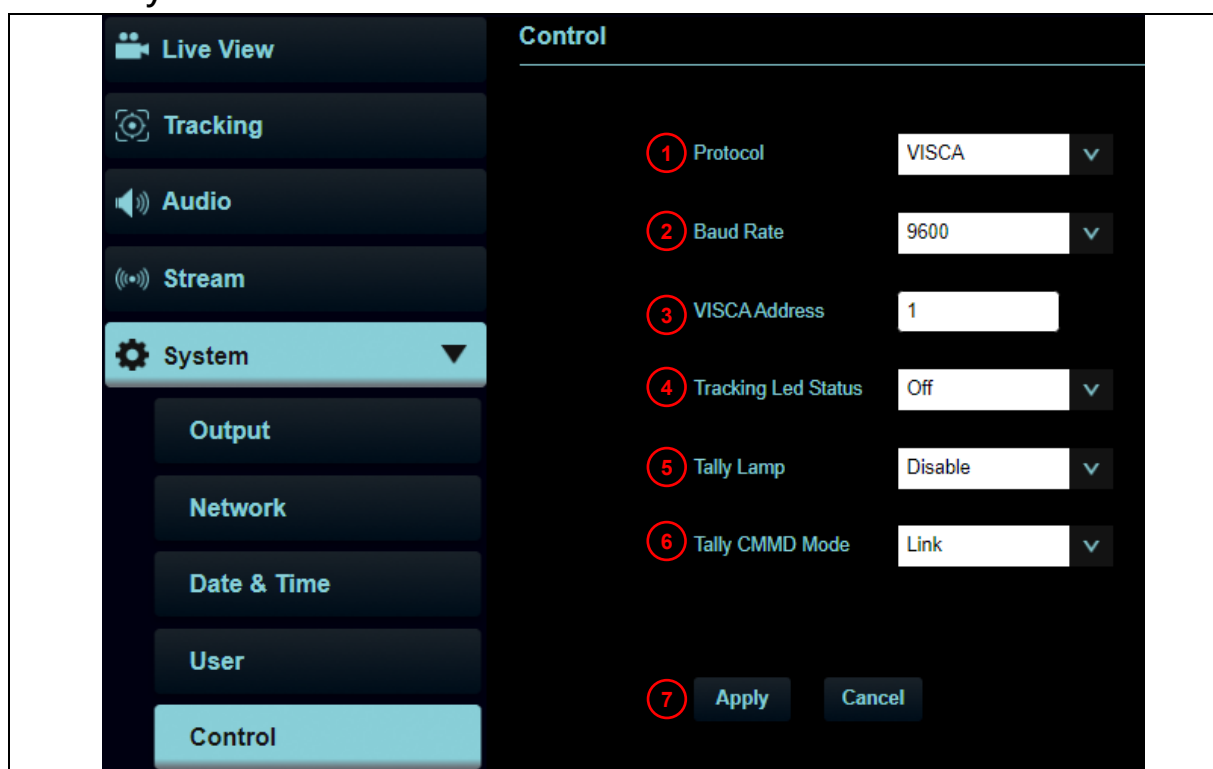 Live View
Tracking
Audio
Stream
System
Output
Network
Date & Time
User
Control
Control
1 Protocol VISCA
2 Baud Rate 9600
3 VISCA Address 1
4 Tracking Led Status Off
5 Tally Lamp Disable
6 Tally CMMD Mode Link
7 Apply Cancel